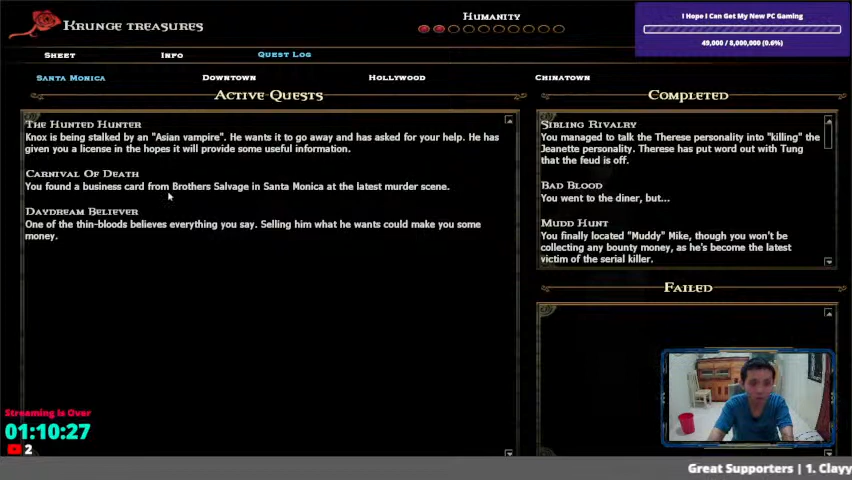 Krunge treasures
Humanity
I Hope I Can Get My New PC Gaming
49,000 / 8,000,000 (0.6%)
Sheet
Info
Quest Log
Santa Monica
Downtown
Hollywood
Chinatown
Active Quests
The Hunted Hunter
Knox is being stalked by an "Asian vampire". He wants it to go away and has asked for your help. He has
given you a license in the hopes it will provide some useful information.
Carnival Of Death
You found a business card from Brothers Salvage in Santa Monica at the latest murder scene.
Daydream Believer
One of the thin-bloods believes everything you say. Selling him what he wants could make you some
money.
Completed
Sibling Rivalry
You managed to talk the Therese personality into "killing" the
Jeanette personality. Therese has put word out with Tung
that the feud is off.
Bad Blood
You went to the diner, but...
Mudd Hunt
You finally located "Muddy" Mike, though you won't be
collecting any bounty money, as he's become the latest
victim of the serial killer.
Failed
Streaming Is Over
01:10:27
2
Great Supporters | 1. Clayy